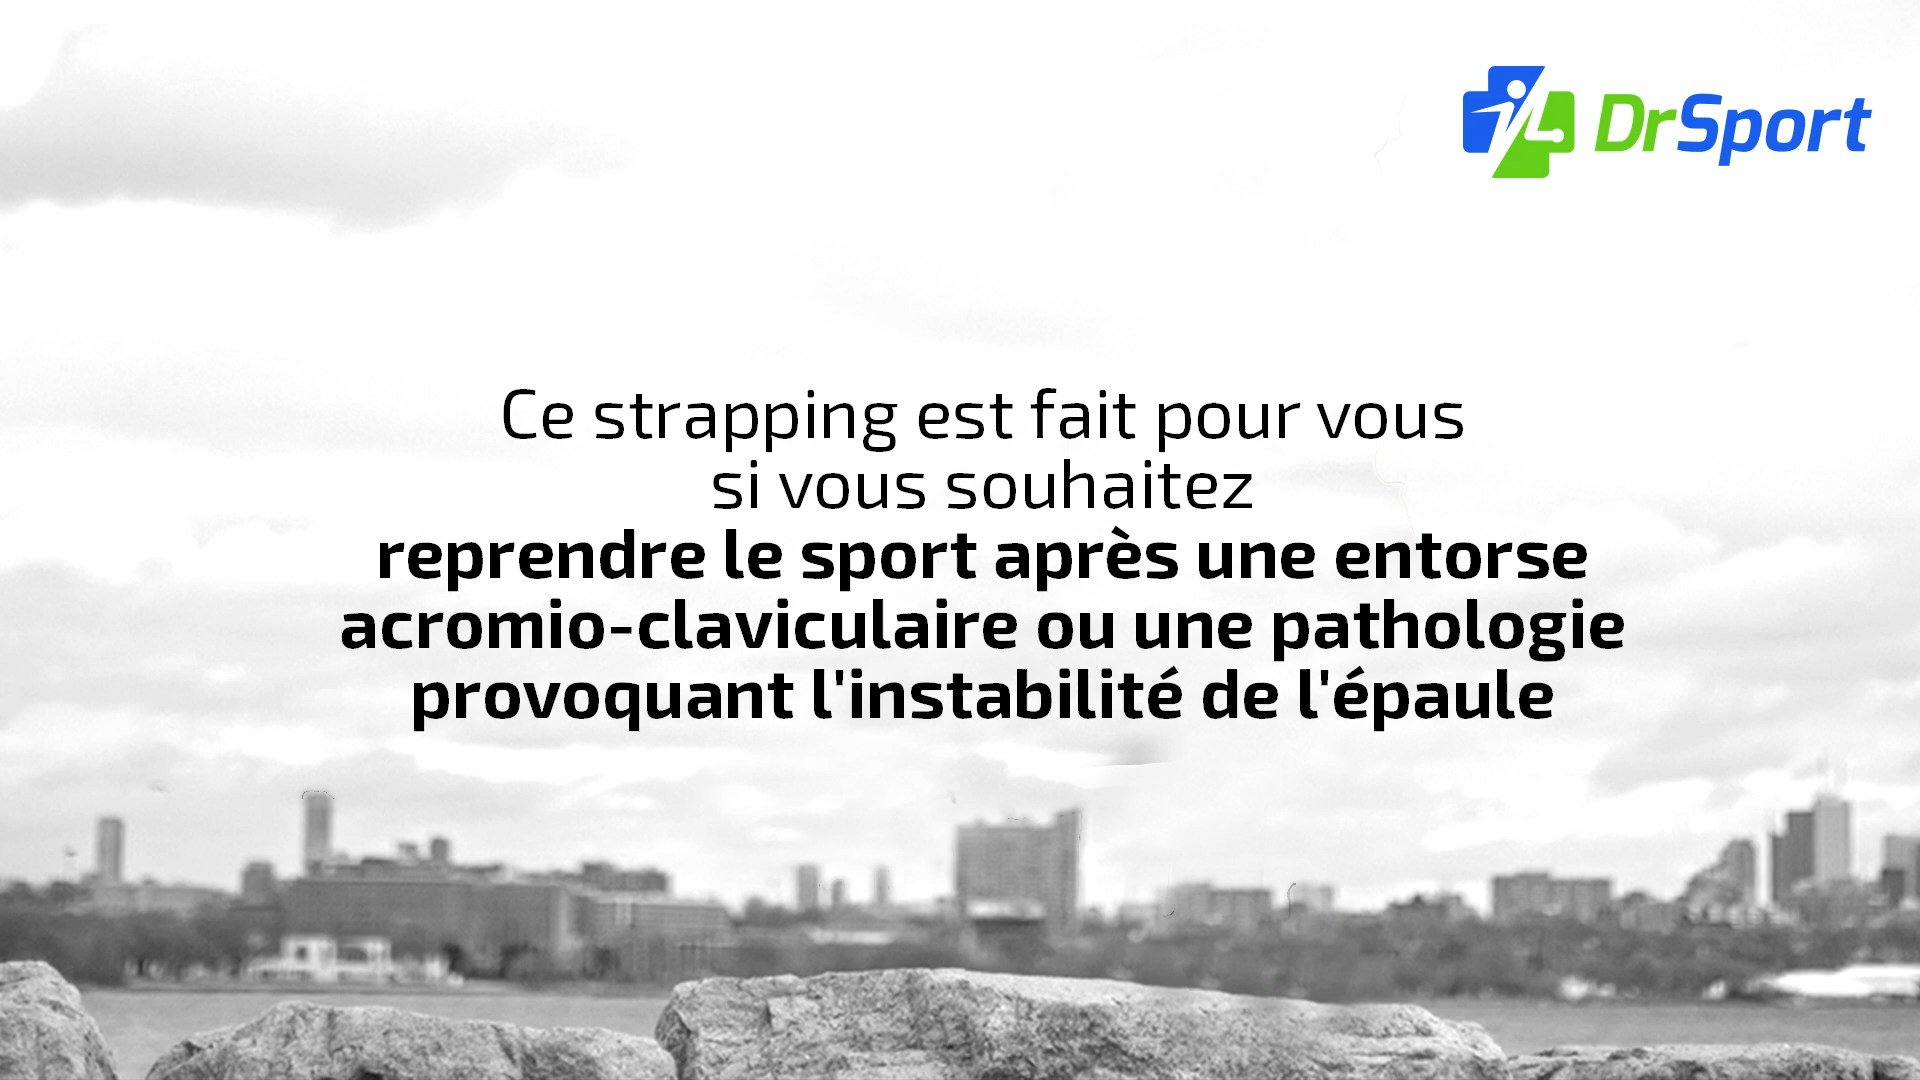 DrSport
Ce strapping est fait pour vous
si vous souhaitez
reprendre le sport après une entorse
acromio-claviculaire ou une pathologie
provoquant l'instabilité de l'épaule